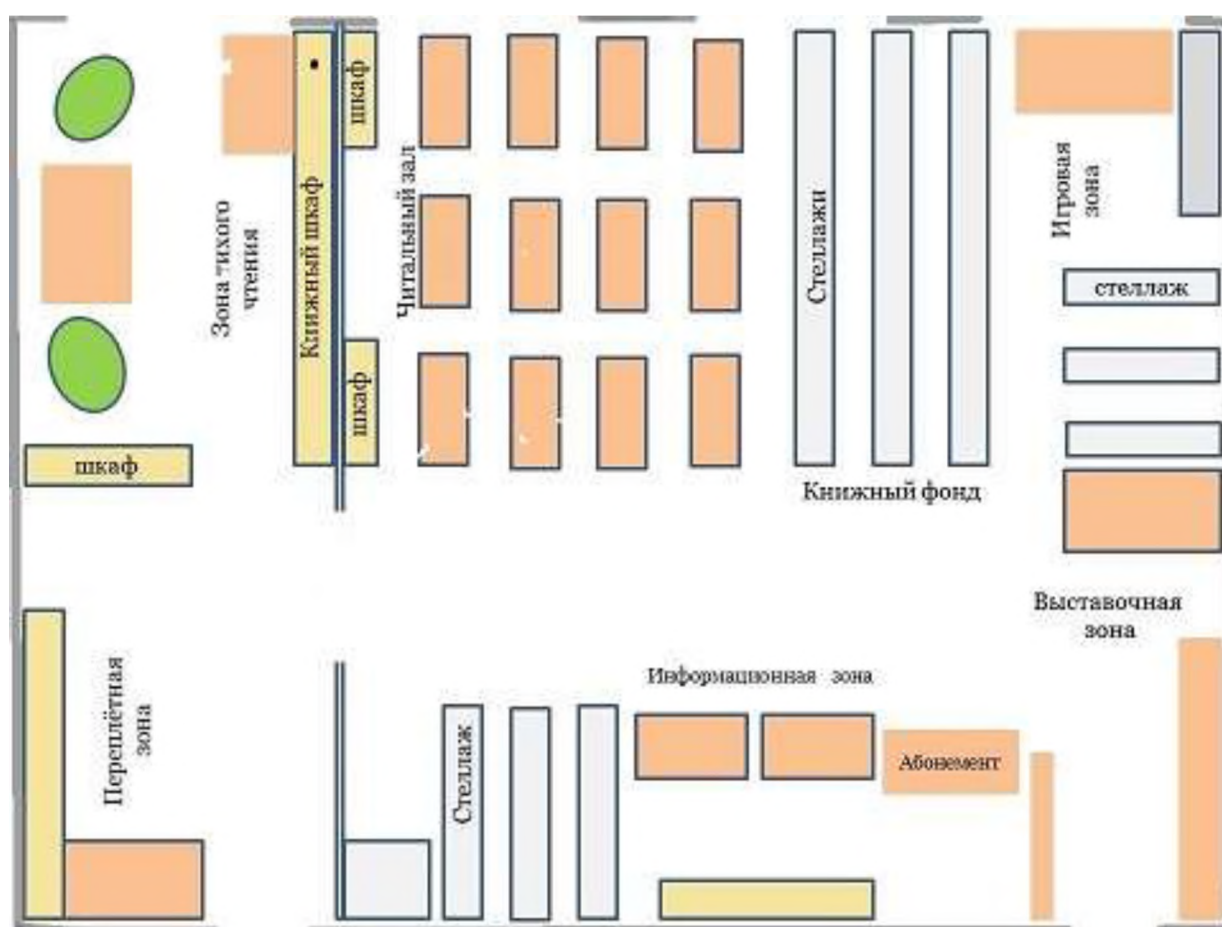 шкаф
Читальный зал
Книжный шкаф
Зона тихого
чтения
шкаф
шкаф
Стеллажи
Книжный фонд
Игровая
зона
стеллаж
Выставочная
зона
Переплётная
зона
Стеллаж
Информационная зона
Абонемент